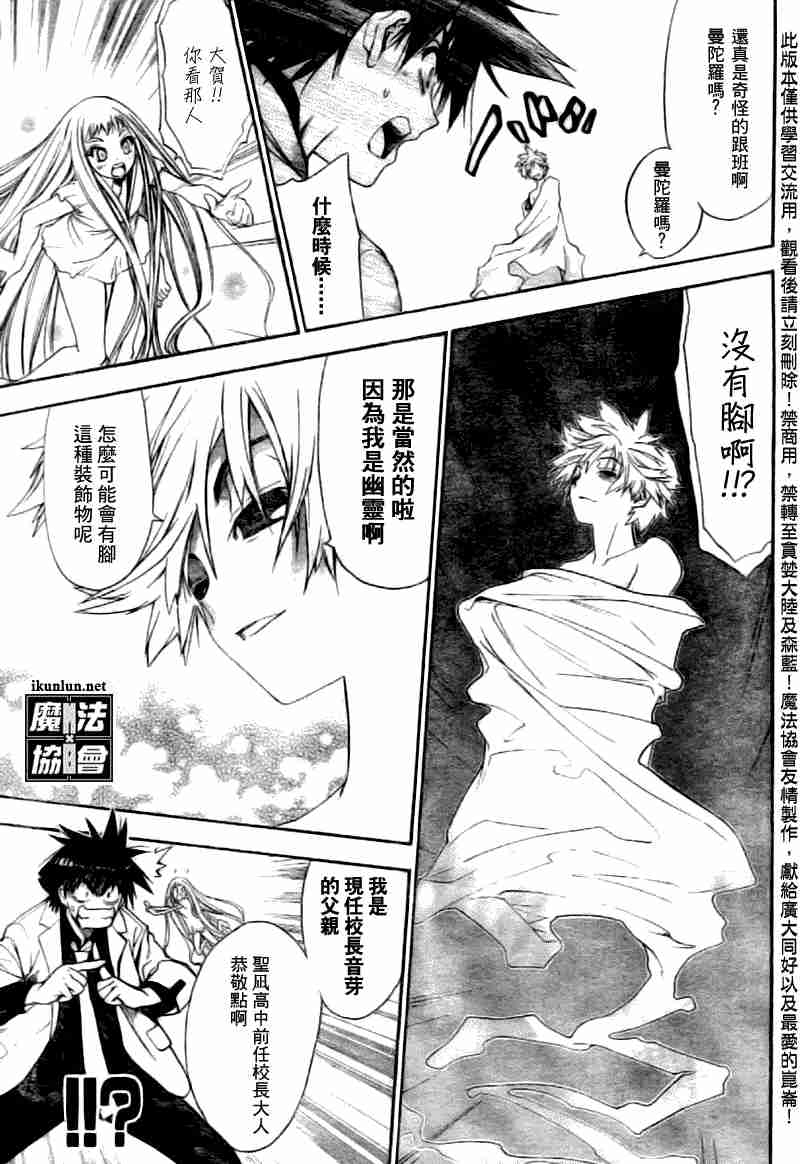 還真是奇怪的跟班啊
曼陀羅嗎?
曼陀羅嗎?
什麼時候……
大賀!!
你看那人
沒有腳啊!!?
那是當然的啦
因為我是幽靈啊
怎麼可能會有腳
這種裝飾物呢
ikunlun.net
魔法
協會
我是
現任校長音芽
的父親
聖凪高中前任校長大人
恭敬點啊
!!?
此版本僅供學習交流用，觀看後請立刻刪除！禁商用，禁轉至貪婪大陸及森藍！魔法協會友情製作，獻給廣大同好以及最愛的崑崙！